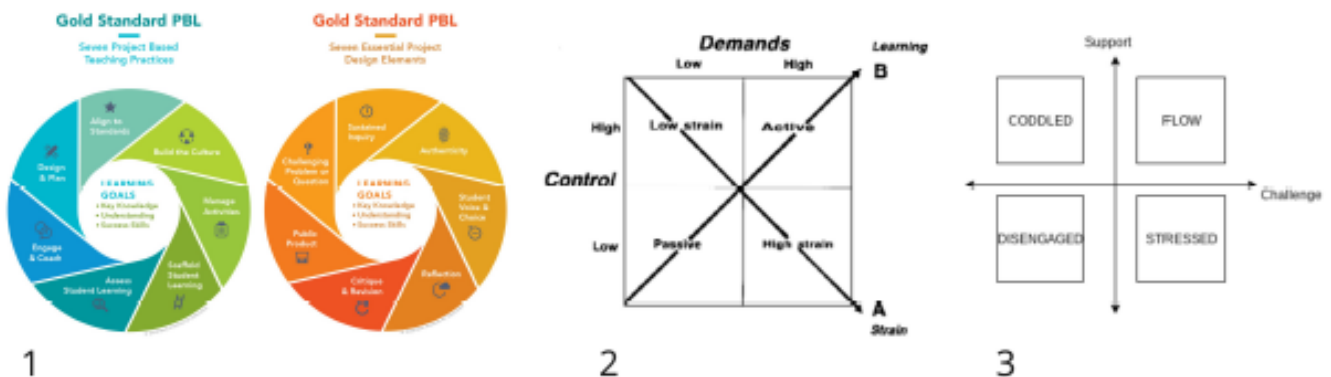 Gold Standard PBL
Seven Project Based
Teaching Practices
Align to
Standards
Build the Culture
Manage
Activities
Scaffold
Student
Learning
Assess
Student Learning
Engage
& Coach
Design
& Plan
LEARNING
GOALS
• Key Knowledge
• Understanding
• Success Skills
Gold Standard PBL
Seven Essential Project
Design Elements
Sustained
Inquiry
Authenticity
Student
Voice &
Choice
Reflection
Critique
& Revision
Public
Product
Challenging
Problem or
Question
LEARNING
GOALS
• Key Knowledge
• Understanding
• Success Skills
1
Demands
Learning
Low
High
B
High
Low strain
Active
Control
Low
Passive
High strain
A
Strain
2
Support
CODDLED
FLOW
Challenge
DISENGAGED
STRESSED
3